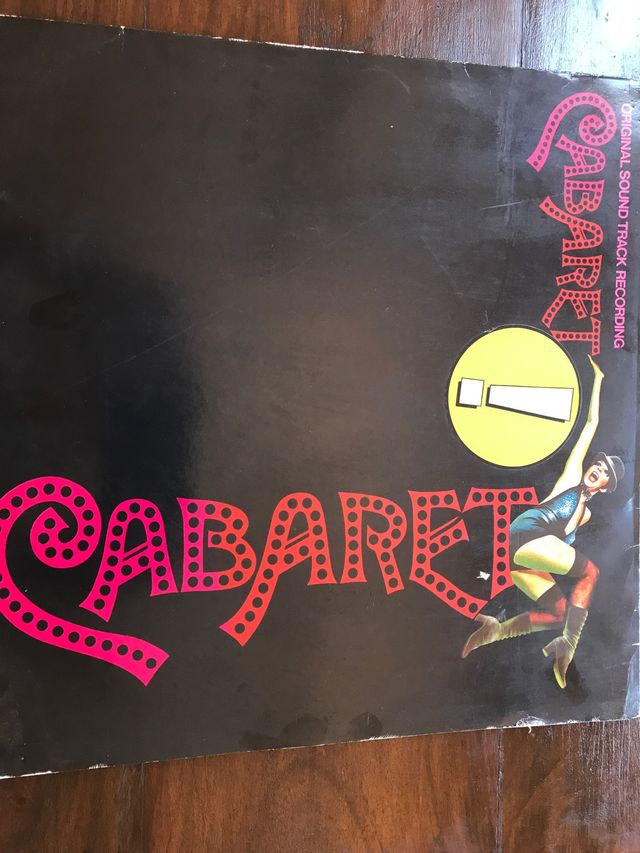 ORIGINAL SOUND TRACK RECORDING
CABARET
!
CABARET